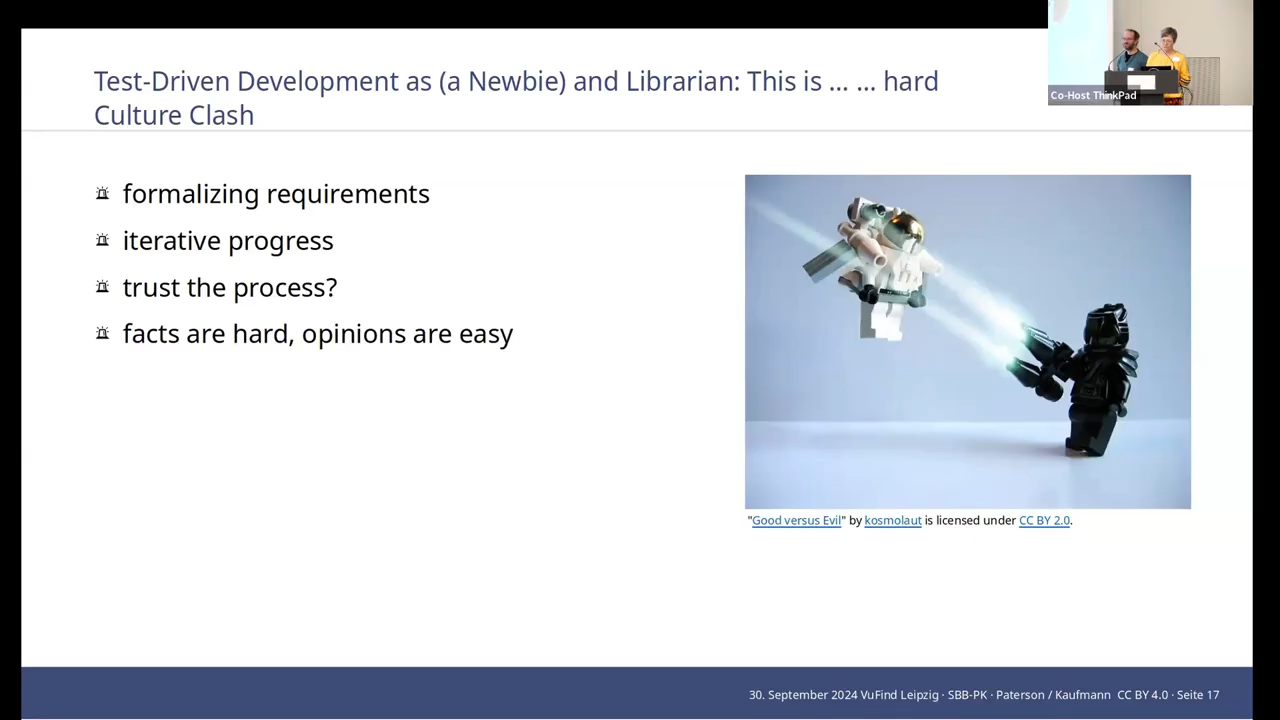 Test-Driven Development as (a Newbie) and Librarian: This is ... ... hard
Culture Clash
Co-Host ThinkPad
formalizing requirements
iterative progress
trust the process?
facts are hard, opinions are easy
"Good versus Evil" by kosmolaut is licensed under CC BY 2.0.
30. September 2024 VuFind Leipzig · SBB-PK · Paterson / Kaufmann CC BY 4.0 · Seite 17